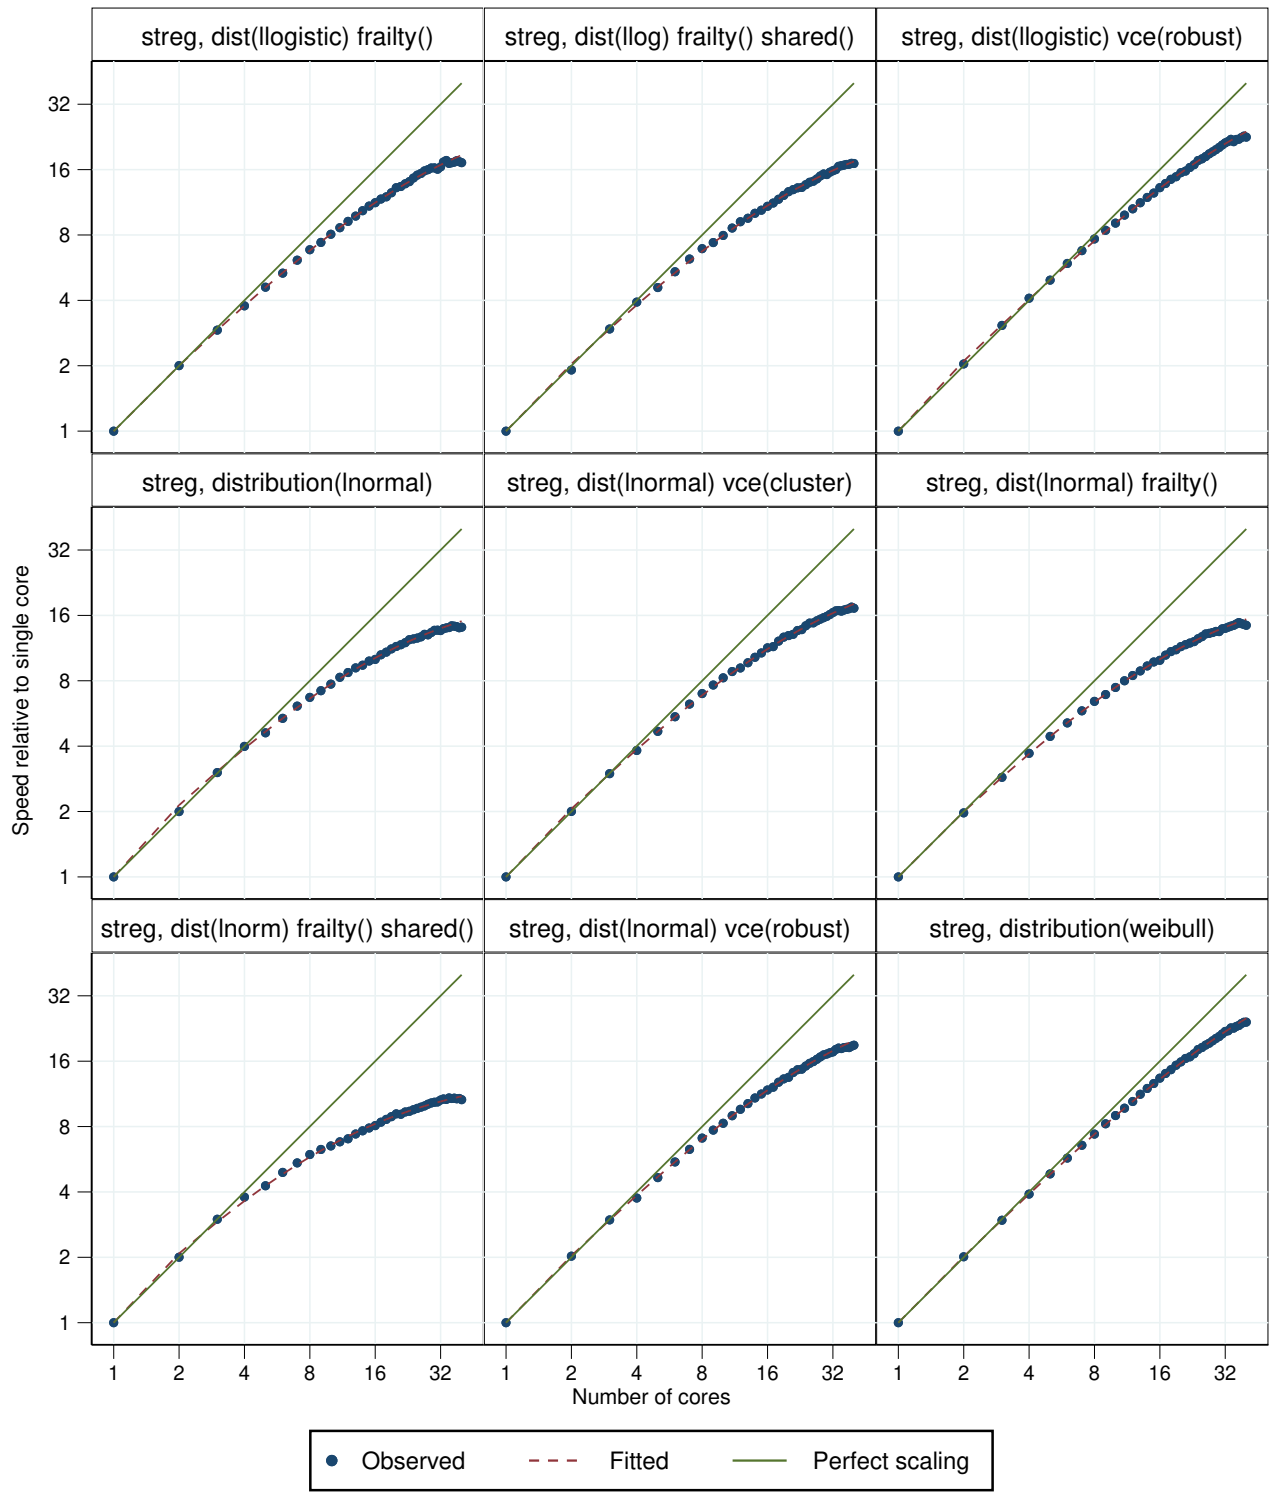 streg, dist(llogistic) frailty()
streg, dist(llog) frailty() shared()
streg, dist(llogistic) vce(robust)
32
16
8
4
2
1
streg, distribution(lnormal)
streg, dist(lnormal) vce(cluster)
streg, dist(lnormal) frailty()
32
16
8
4
2
1
Speed relative to single core
streg, dist(lnorm) frailty() shared()
streg, dist(lnormal) vce(robust)
streg, distribution(weibull)
32
16
8
4
2
1
1 2 4 8 16 32
1 2 4 8 16 32
1 2 4 8 16 32
Number of cores
Observed
Fitted
Perfect scaling